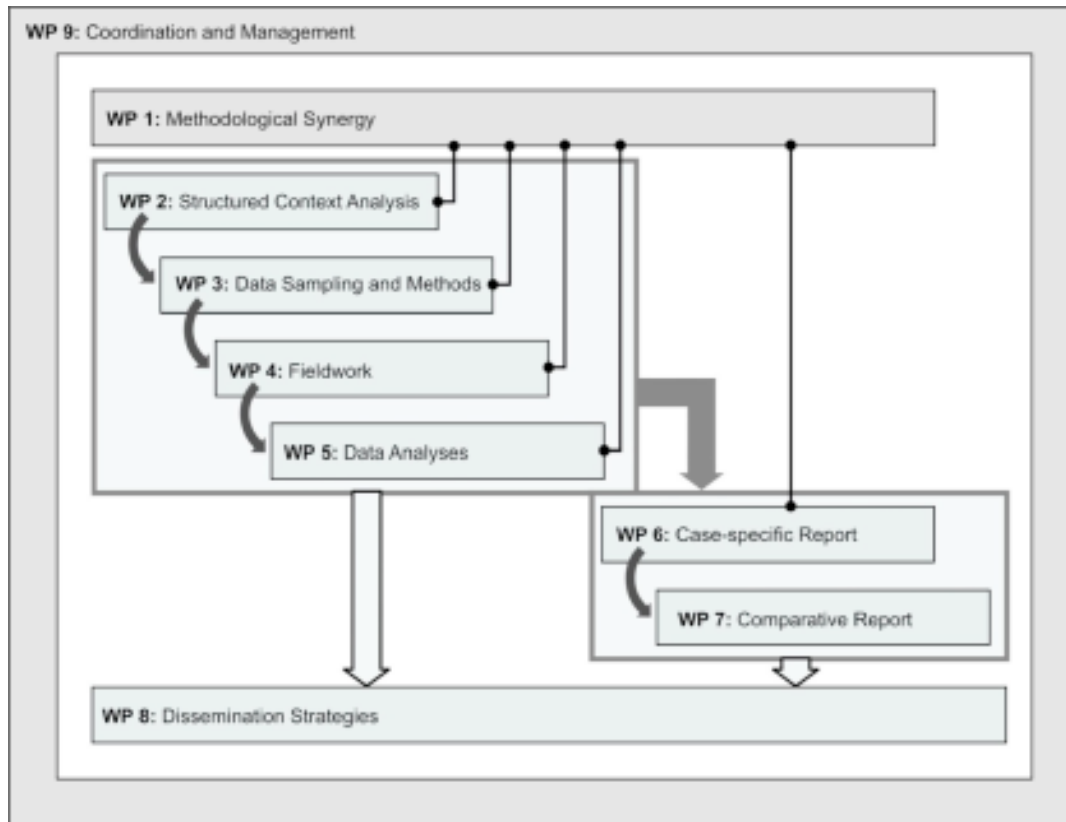 WP 9: Coordination and Management
WP 1: Methodological Synergy
WP 2: Structured Context Analysis
WP 3: Data Sampling and Methods
WP 4: Fieldwork
WP 5: Data Analyses
WP 6: Case-specific Report
WP 7: Comparative Report
WP 8: Dissemination Strategies